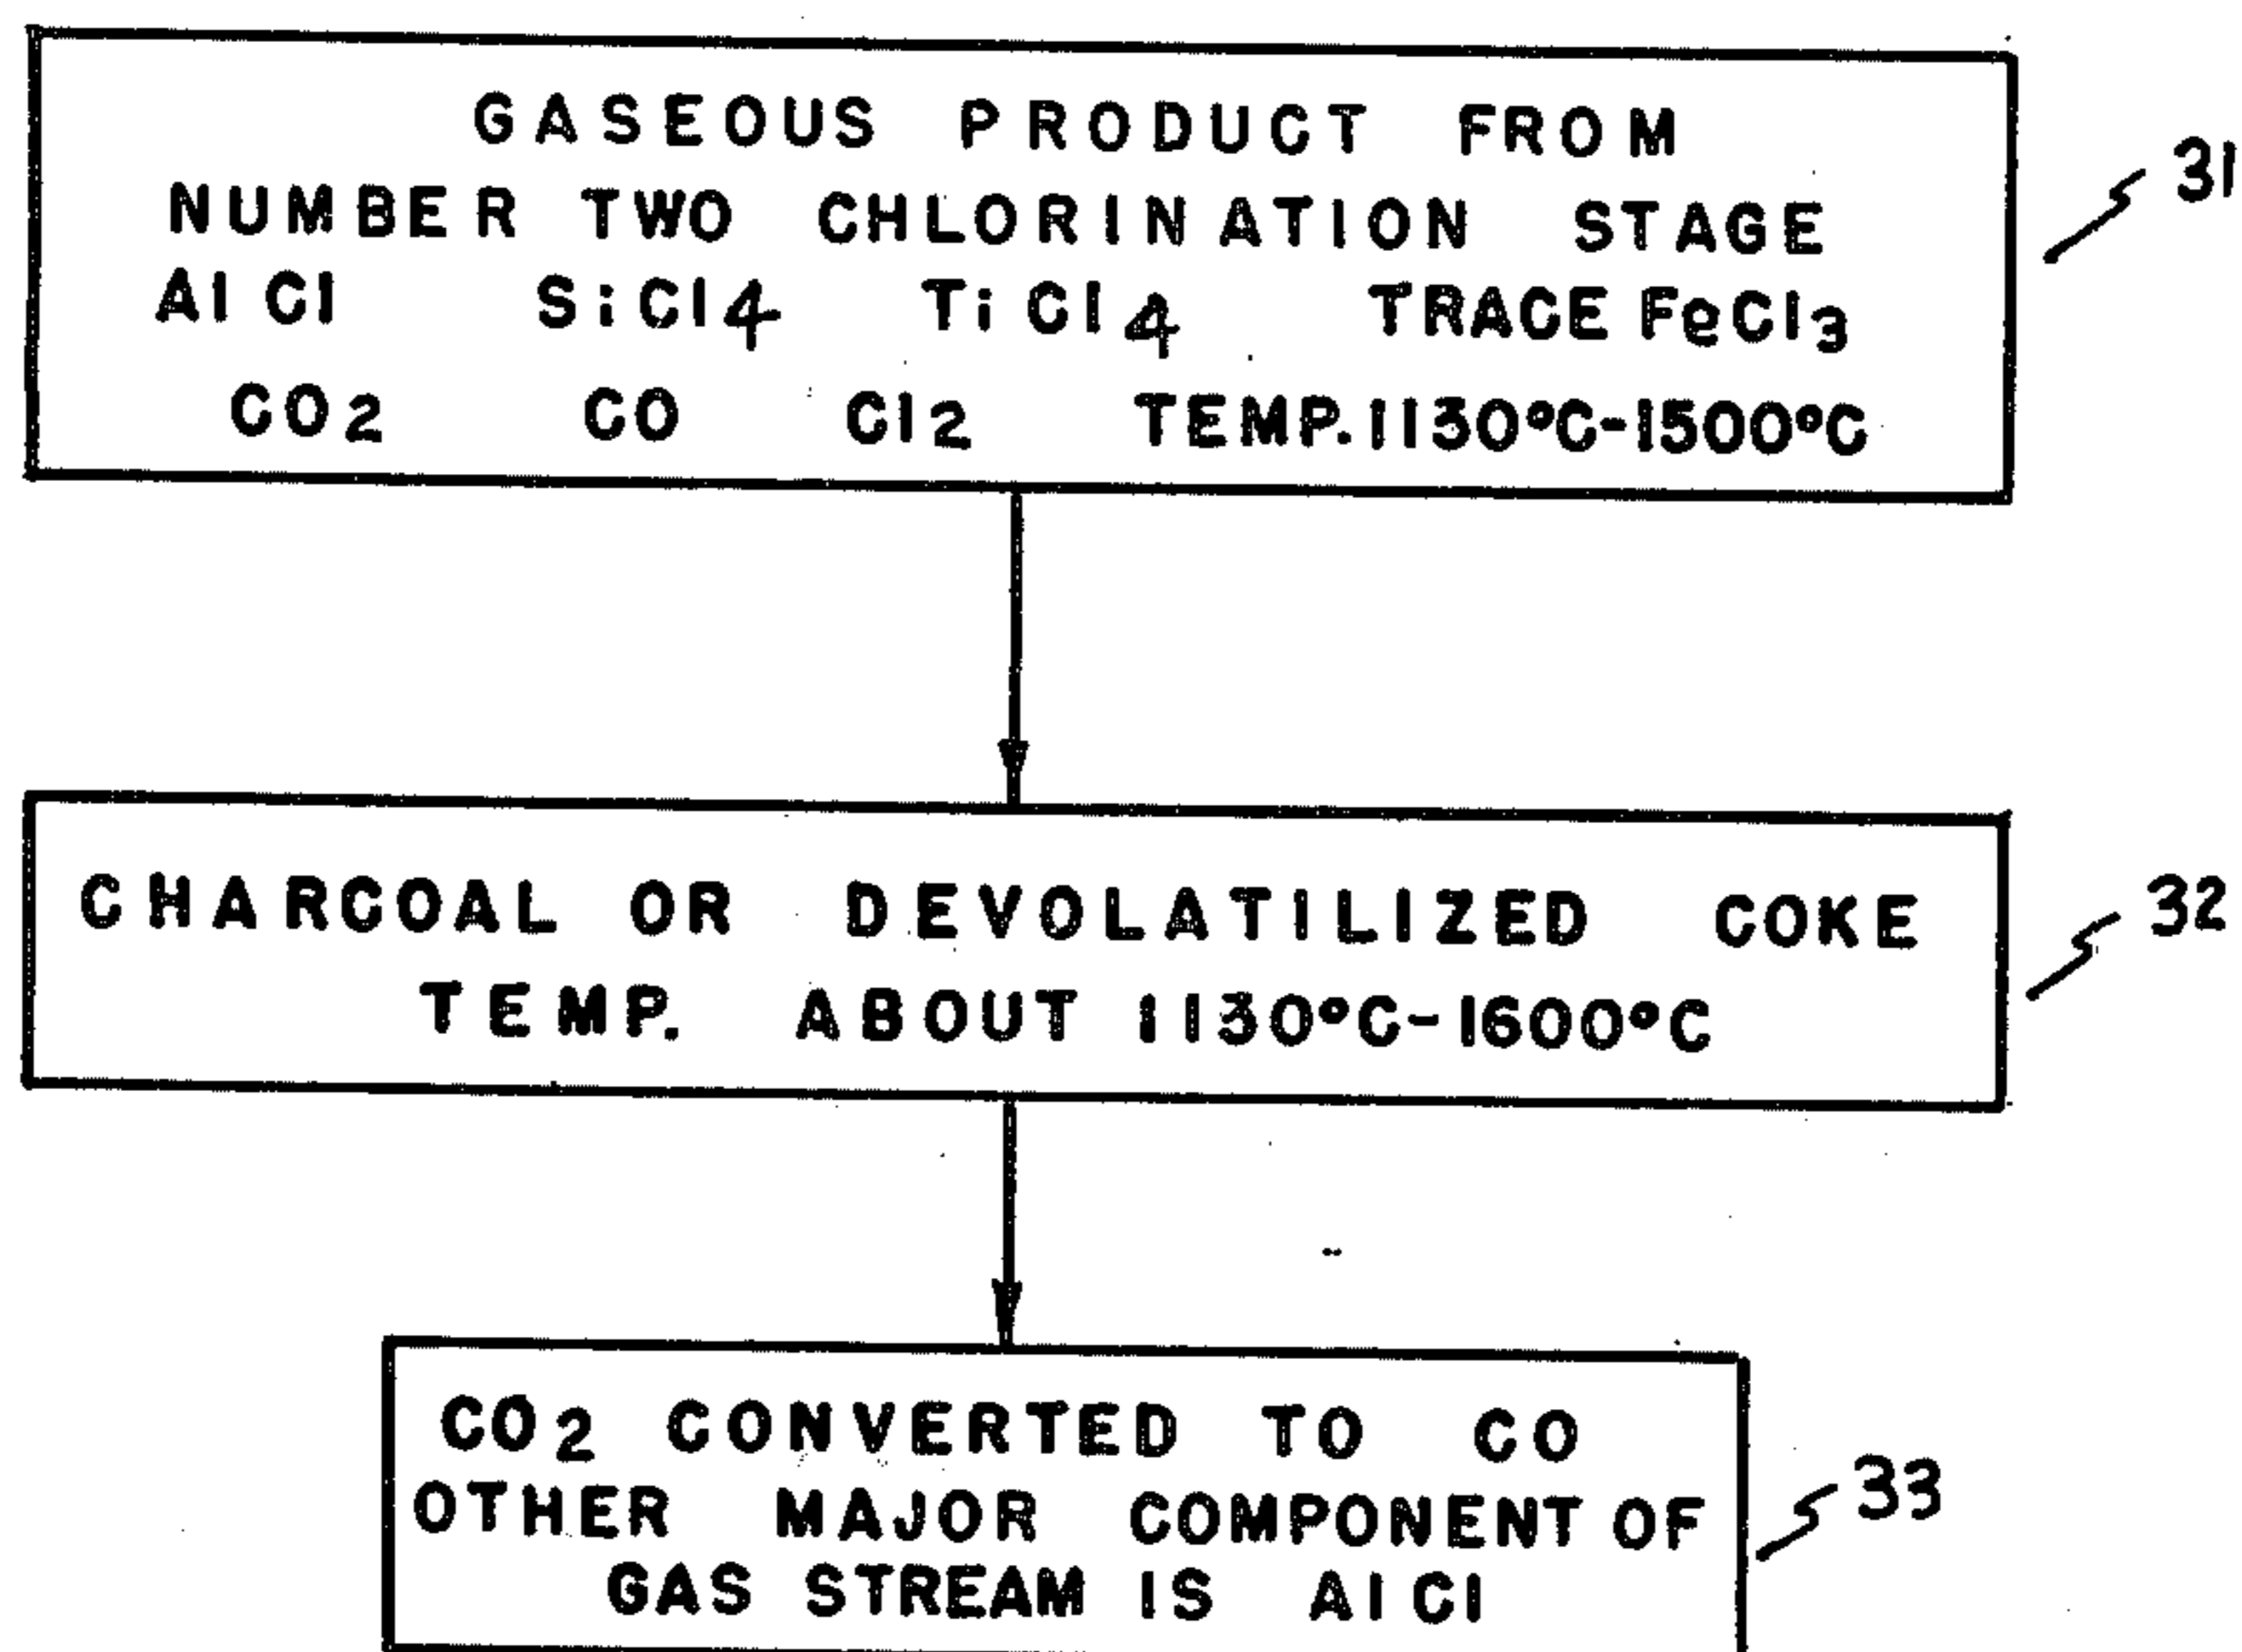 GASEOUS PRODUCT FROM
NUMBER TWO CHLORINATION STAGE
AlCl SiCl4 TiCl4 TRACE FeCl3
CO2 CO Cl2 TEMP. 1130°C-1500°C
31
CHARCOAL OR DEVOLATILIZED COKE
TEMP. ABOUT 1130°C-1600°C
32
CO2 CONVERTED TO CO
OTHER MAJOR COMPONENT OF
GAS STREAM IS AlCl
33